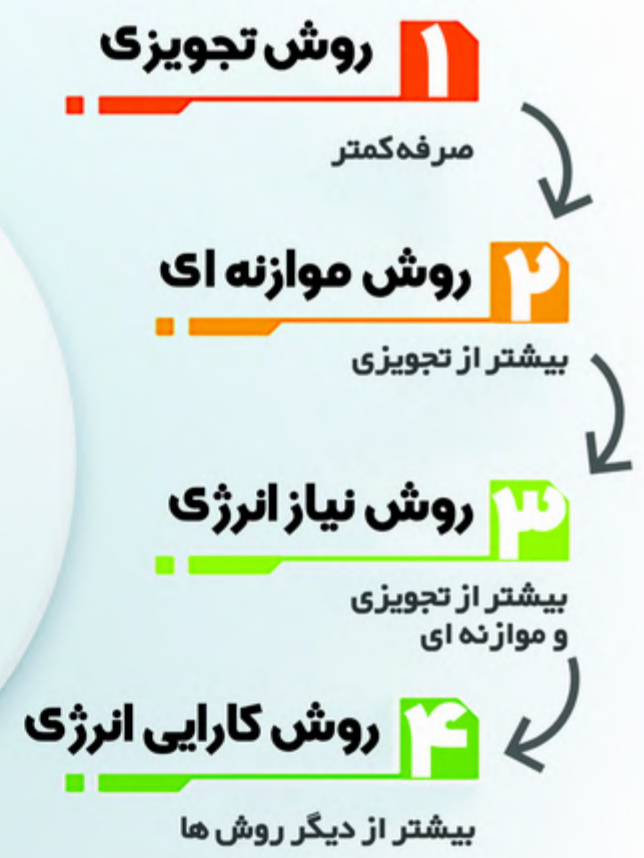 ۱ روش تجویزی
صرفه کمتر
۲ روش موازنه ای
بیشتر از تجویزی
۳ روش نیاز انرژی
بیشتر از تجویزی
و موازنه ای
۴ روش کارایی انرژی
بیشتر از دیگر روش ها